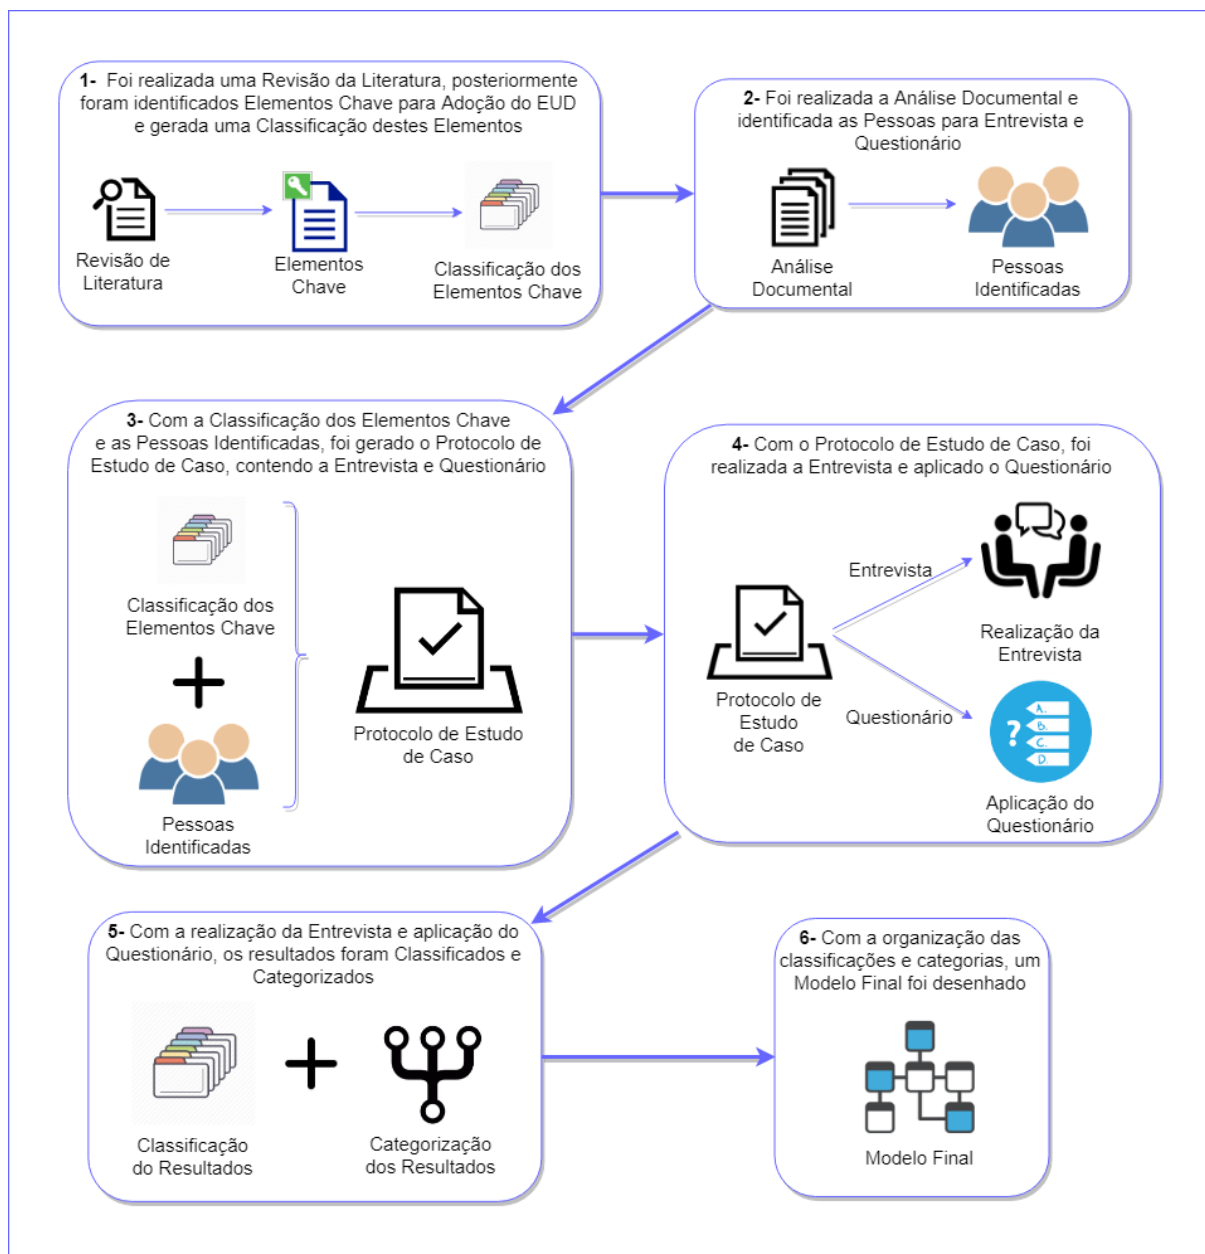 1- Foi realizada uma Revisão da Literatura, posteriormente
foram identificados Elementos Chave para Adoção do EUD
e gerada uma Classificação destes Elementos
Revisão de
Literatura
Elementos
Chave
Classificação dos
Elementos Chave
2- Foi realizada a Análise Documental e
identificada as Pessoas para Entrevista e
Questionário
Análise
Documental
Pessoas
Identificadas
3- Com a Classificação dos Elementos Chave
e as Pessoas Identificadas, foi gerado o Protocolo de
Estudo de Caso, contendo a Entrevista e Questionário
Classificação dos
Elementos Chave
Pessoas
Identificadas
Protocolo de Estudo
de Caso
4- Com o Protocolo de Estudo de Caso, foi
realizada a Entrevista e aplicado o Questionário
Protocolo de
Estudo
de Caso
Entrevista
Realização da
Entrevista
Questionário
?
A.
B.
C.
D.
Aplicação do
Questionário
5- Com a realização da Entrevista e aplicação do
Questionário, os resultados foram Classificados e
Categorizados
Classificação
do Resultados
Categorização
dos Resultados
6- Com a organização das
classificações e categorias, um
Modelo Final foi desenhado
Modelo Final